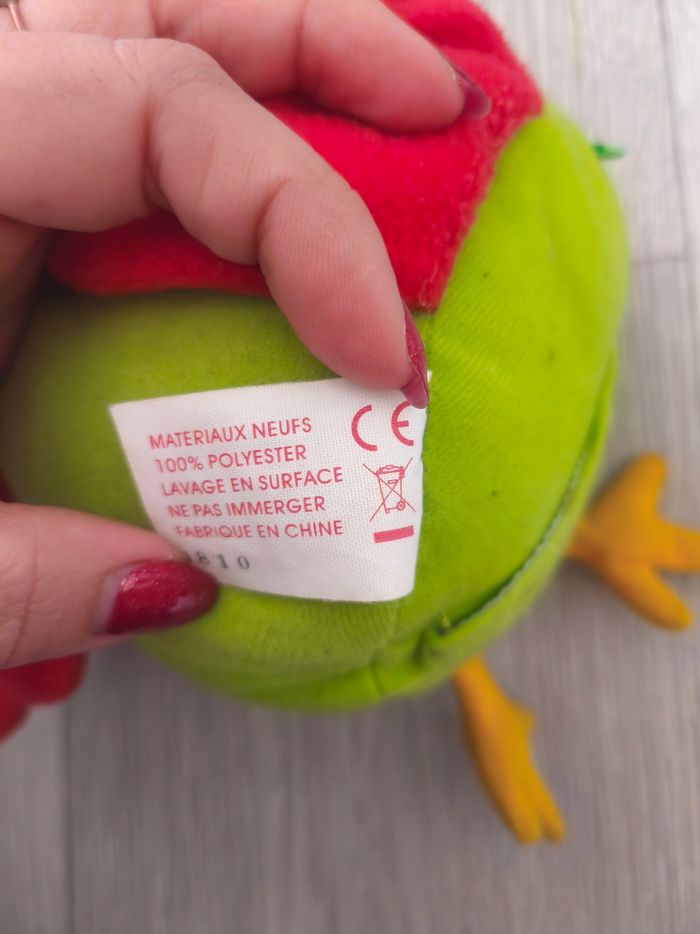 MATERIAUX NEUFS
100% POLYESTER
LAVAGE EN SURFACE
NE PAS IMMERGER
FABRIQUE EN CHINE
CE